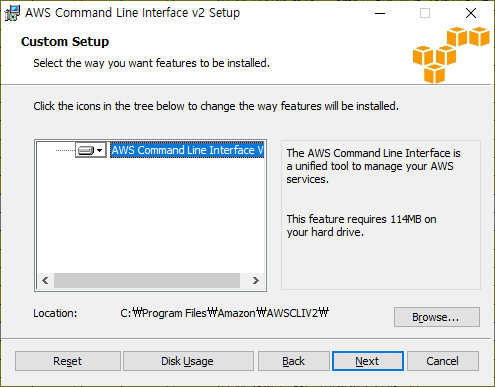 AWS Command Line Interface v2 Setup
Custom Setup
Select the way you want features to be installed.
Click the icons in the tree below to change the way features will be installed.
AWS Command Line Interface V
The AWS Command Line Interface is
a unified tool to manage your AWS
services.
This feature requires 114MB on
your hard drive.
Location: C:₩Program Files₩Amazon₩AWSCLIV2₩
Browse...
Reset Disk Usage Back Next Cancel